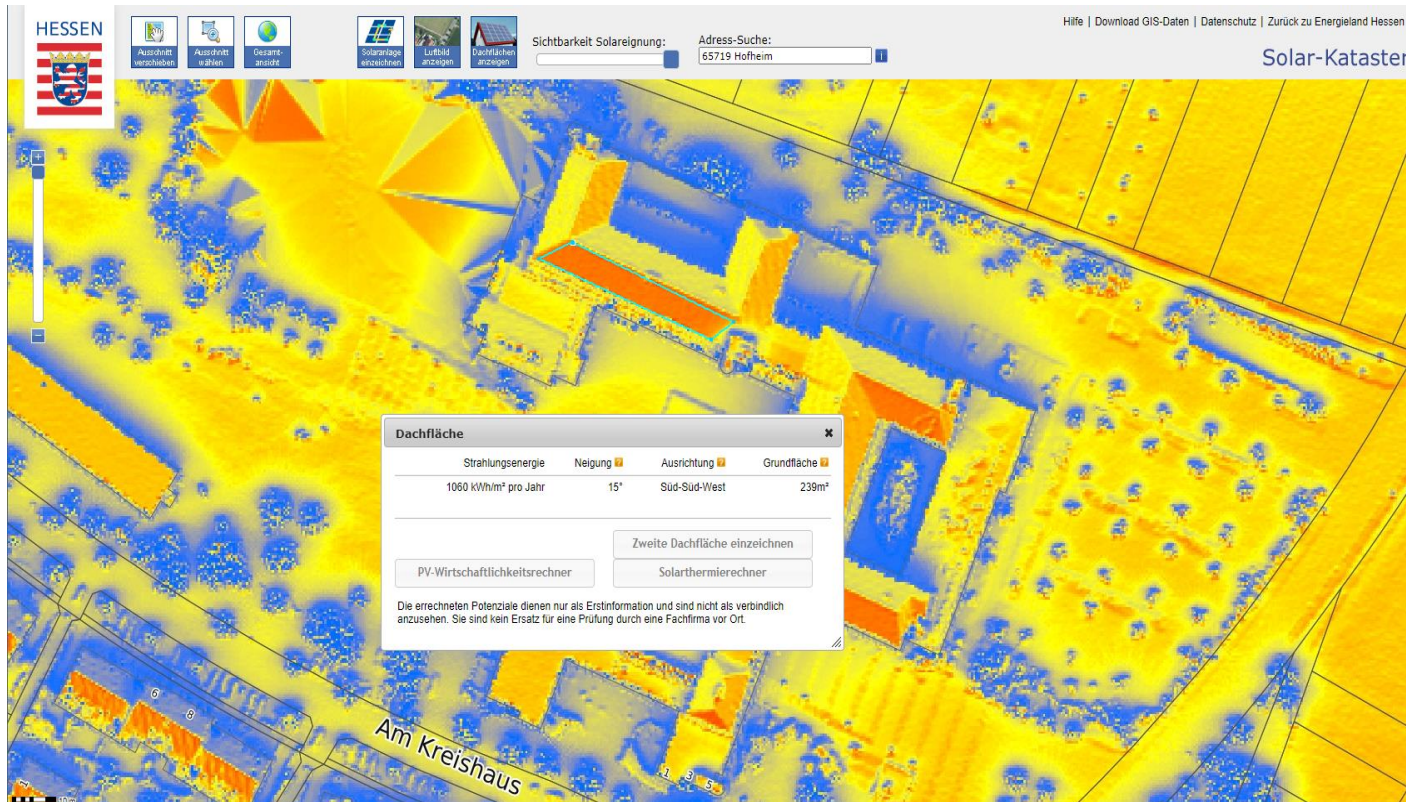 HESSEN
Ausschnitt verschieben
Ausschnitt wählen
Gesamt- ansicht
Solaranlage einzeichnen
Luftbild anzeigen
Dachflächen anzeigen
Sichtbarkeit Solareignung:
Adress-Suche:
65719 Hofheim
i
Hilfe | Download GIS-Daten | Datenschutz | Zurück zu Energieland Hessen
Solar-Kataster
+
Dachfläche
Strahlungsenergie Neigung ? Ausrichtung ? Grundfläche ?
1060 kWh/m² pro Jahr 15° Süd-Süd-West 239m²
Zweite Dachfläche einzeichnen
PV-Wirtschaftlichkeitsrechner Solarthermierechner
Die errechneten Potenziale dienen nur als Erstinformation und sind nicht als verbindlich
anzusehen. Sie sind kein Ersatz für eine Prüfung durch eine Fachfirma vor Ort.
6
8
Am Kreishaus
1 3 5
10 m